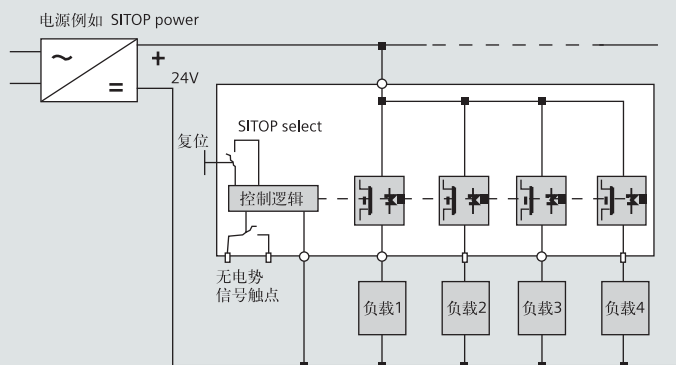 电源例如 SITOP power
+
24V
SITOP select
复位
控制逻辑
无电势
信号触点
负载1
负载2
负载3
负载4